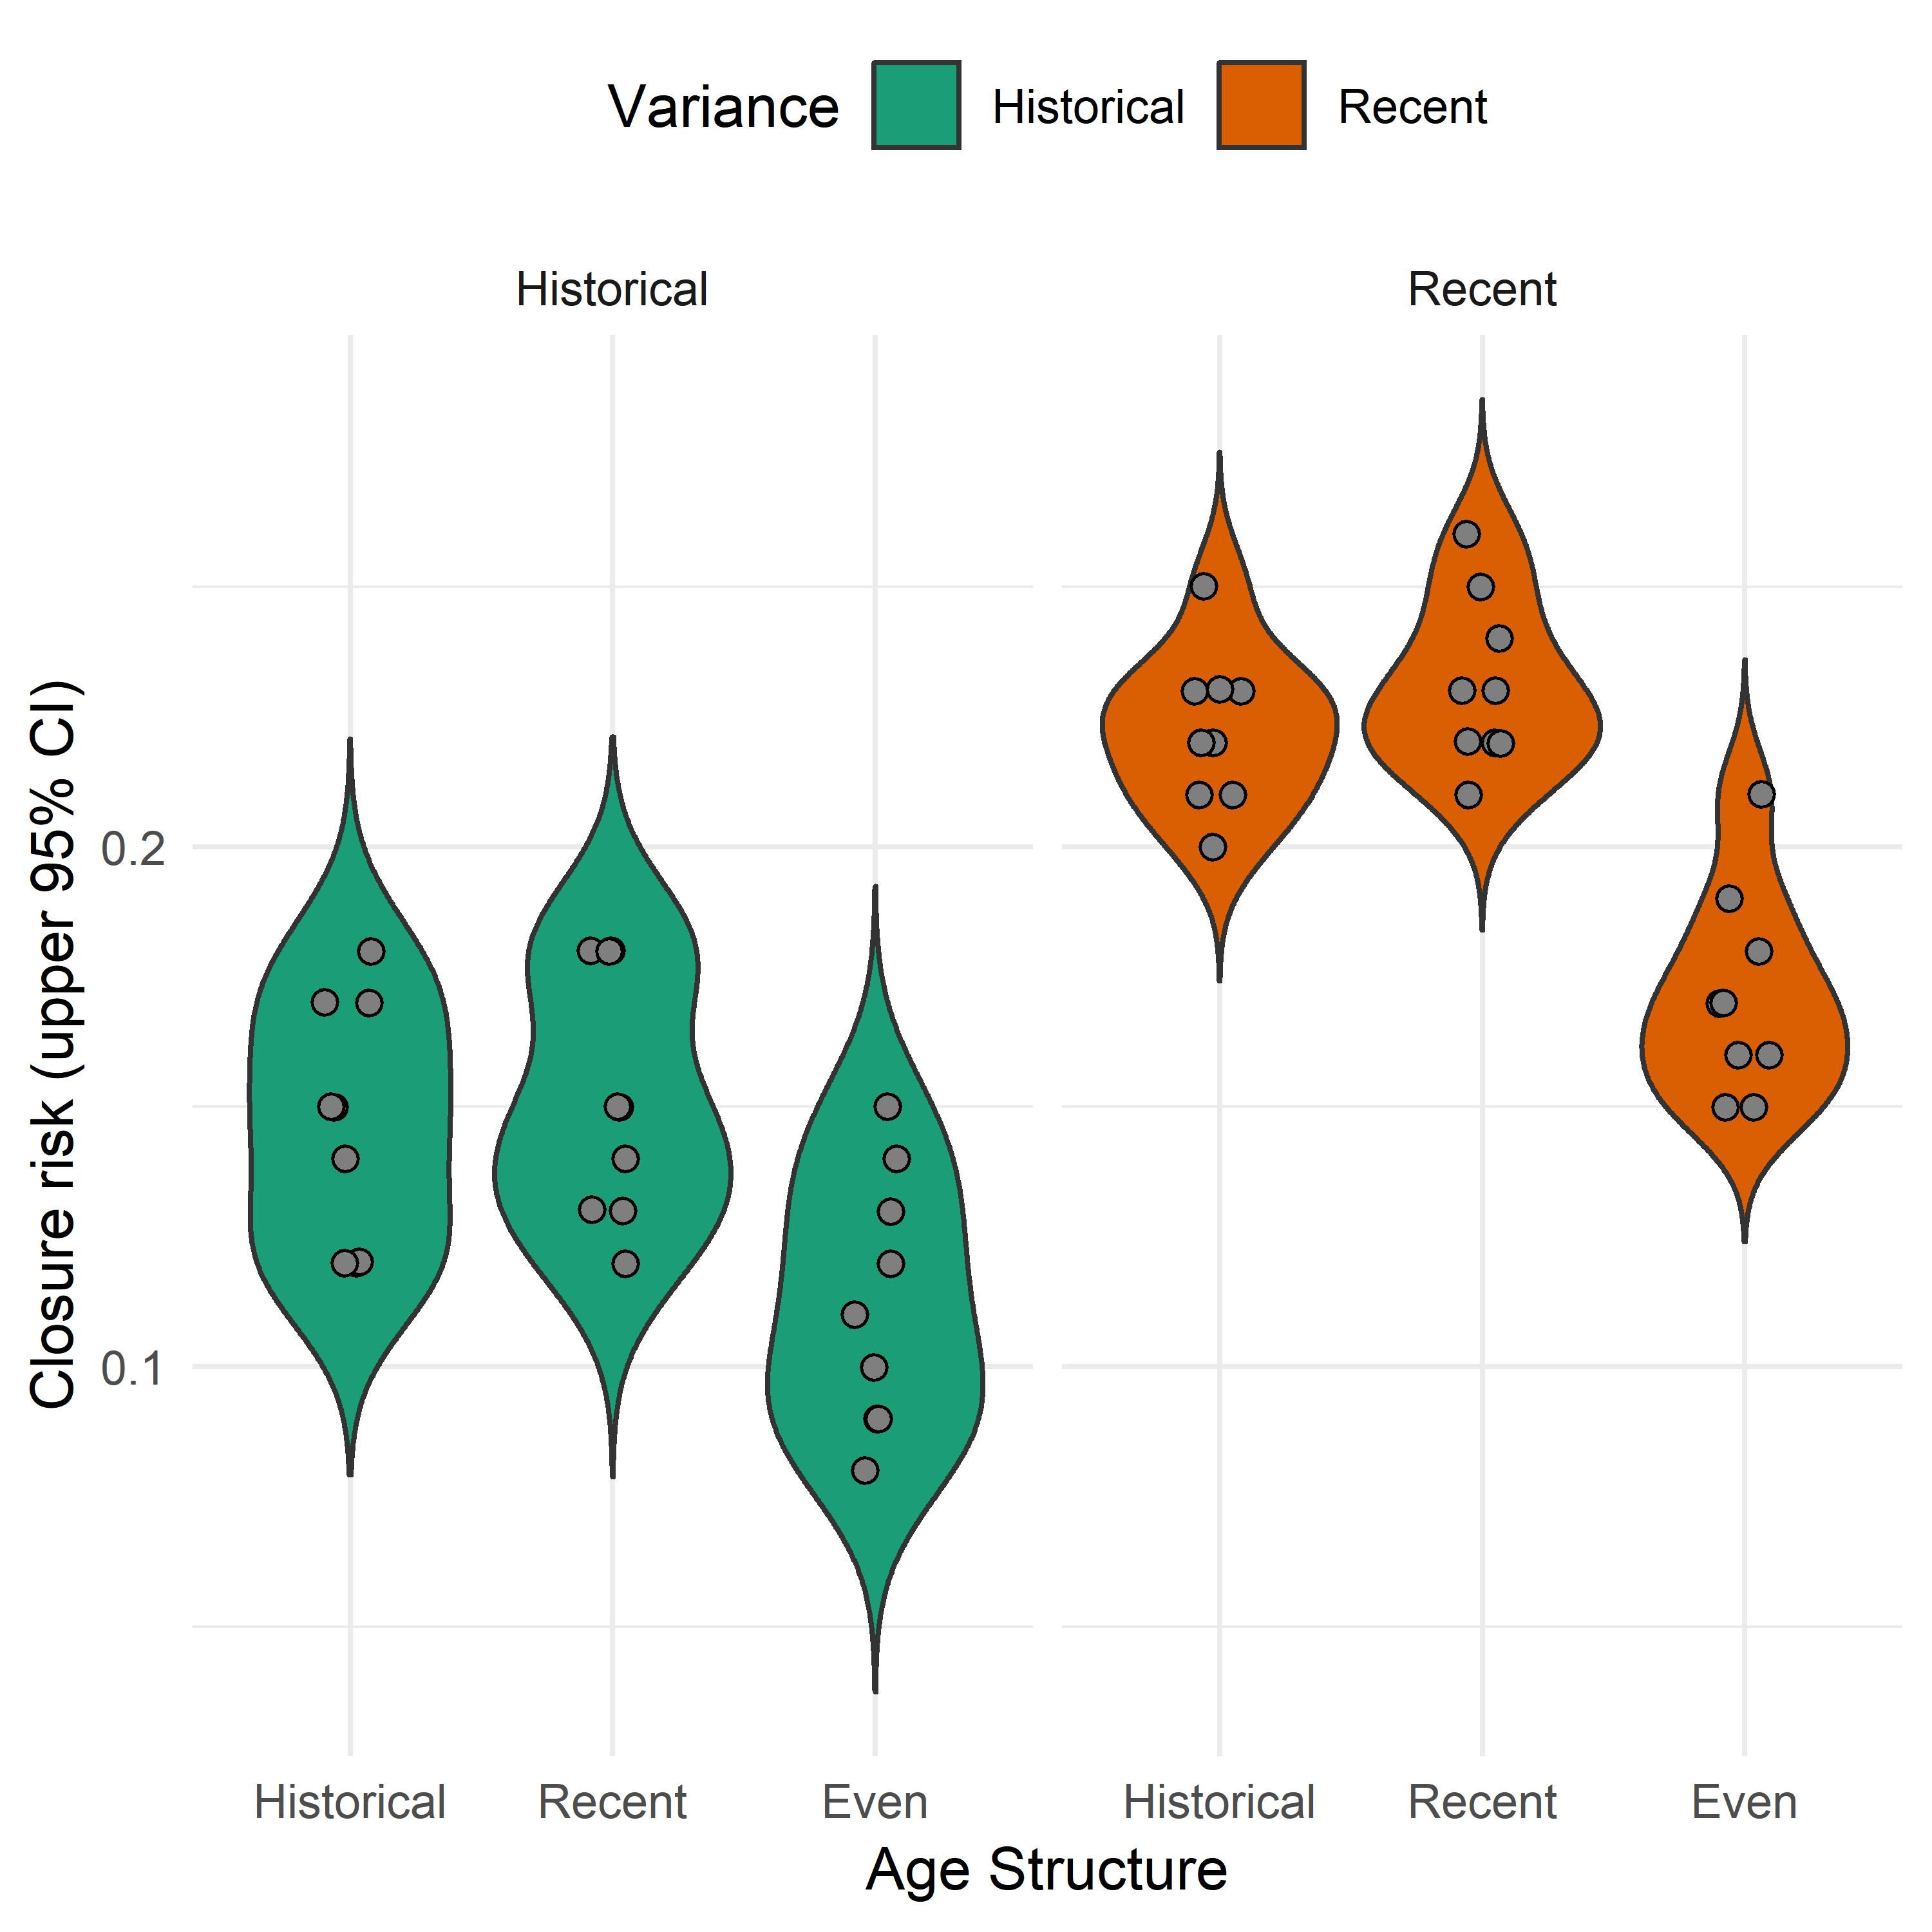 Variance Historical Recent
Historical Recent
Closure risk (upper 95% CI)
0.2
0.1
Historical Recent Even Historical Recent Even
Age Structure